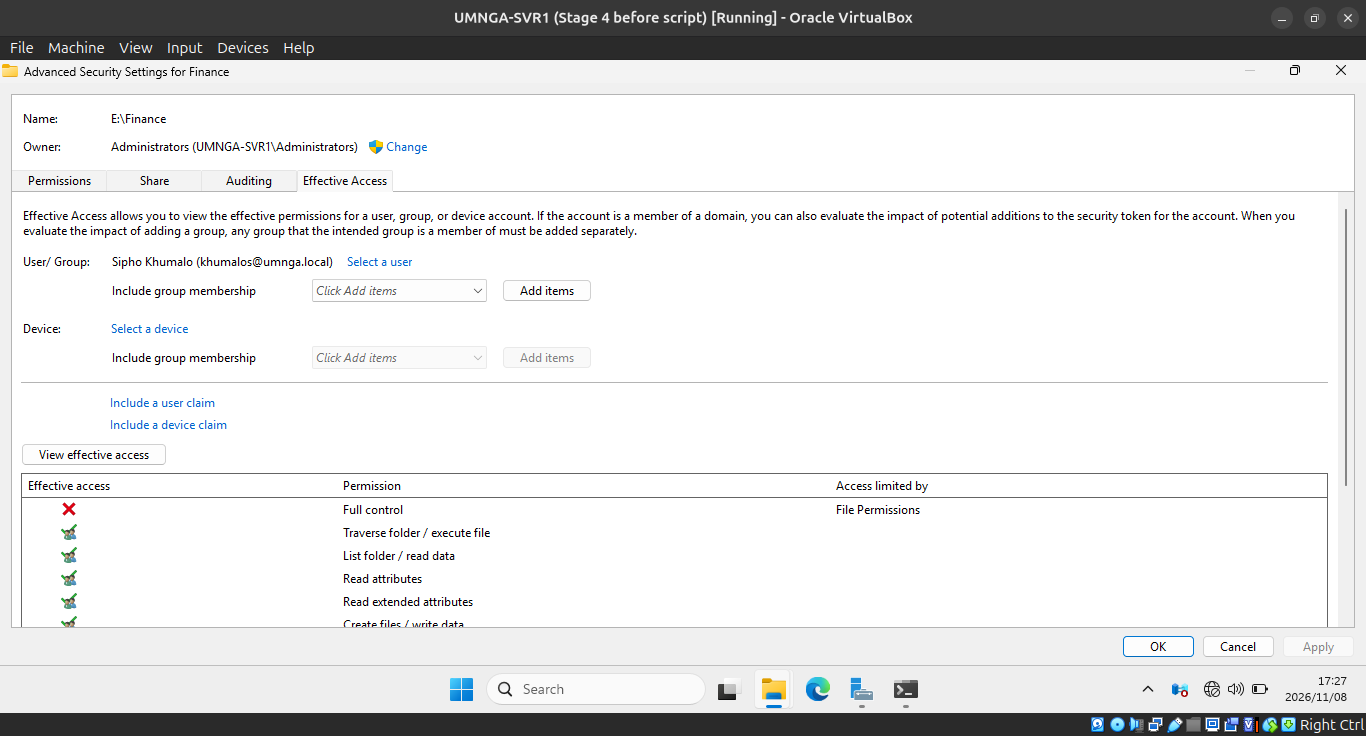 UMNGA-SVR1 (Stage 4 before script) [Running] - Oracle VirtualBox
File Machine View Input Devices Help
Advanced Security Settings for Finance
Name: E:\Finance
Owner: Administrators (UMNGA-SVR1\Administrators) Change
Permissions Share Auditing Effective Access
Effective Access allows you to view the effective permissions for a user, group, or device account. If the account is a member of a domain, you can also evaluate the impact of potential additions to the security token for the account. When you
evaluate the impact of adding a group, any group that the intended group is a member of must be added separately.
User/ Group: Sipho Khumalo (khumalos@umnga.local) Select a user
Include group membership Click Add items Add items
Device: Select a device
Include group membership Click Add items Add items
Include a user claim
Include a device claim
View effective access
Effective access Permission Access limited by
Full control File Permissions
Traverse folder / execute file
List folder / read data
Read attributes
Read extended attributes
Create files / write data
OK Cancel Apply
Search
17:27
2026/11/08
Right Ctrl